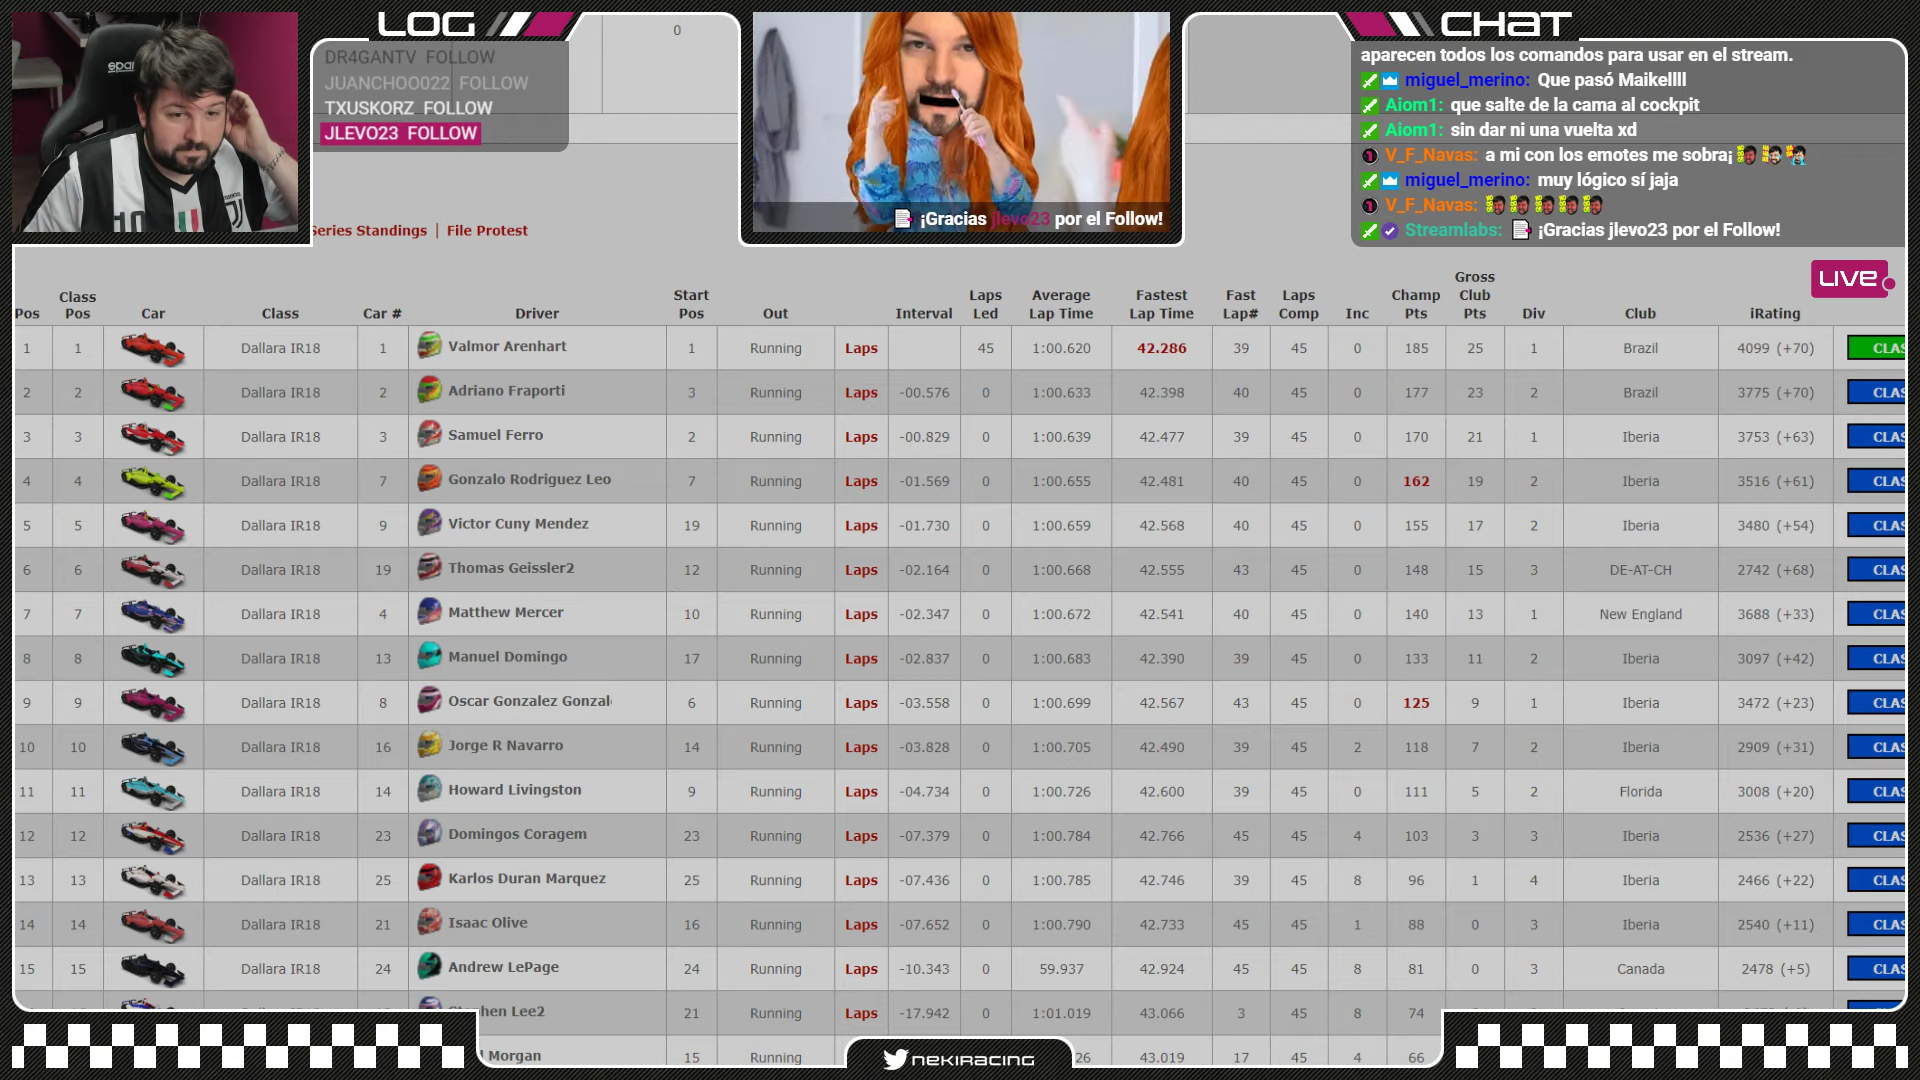 LOG
DR4GANTV FOLLOW
JUANCHOO022 FOLLOW
TXUSKORZ FOLLOW
JLEVO23 FOLLOW
0
¡Gracias jlevo23 por el Follow!
CHAT
aparecen todos los comandos para usar en el stream.
miguel_merino: Que pasó Maikellll
Aiom1: que salte de la cama al cockpit
Aiom1: sin dar ni una vuelta xd
V_F_Navas: a mi con los emotes me sobra¡
miguel_merino: muy lógico sí jaja
V_F_Navas:
Streamlabs: ¡Gracias jlevo23 por el Follow!
LIVE
Series Standings | File Protest
Pos Class Pos Car Class Car # Driver Start Pos Out Interval Laps Led Average Lap Time Fastest Lap Time Fast Lap# Laps Comp Inc Champ Pts Gross Club Pts Div Club iRating
1 1 Dallara IR18 1 Valmor Arenhart 1 Running Laps 45 1:00.620 42.286 39 45 0 185 25 1 Brazil 4099 (+70) CLAS
2 2 Dallara IR18 2 Adriano Fraporti 3 Running Laps -00.576 0 1:00.633 42.398 40 45 0 177 23 2 Brazil 3775 (+70) CLAS
3 3 Dallara IR18 3 Samuel Ferro 2 Running Laps -00.829 0 1:00.639 42.477 39 45 0 170 21 1 Iberia 3753 (+63) CLAS
4 4 Dallara IR18 7 Gonzalo Rodriguez Leo 7 Running Laps -01.569 0 1:00.655 42.481 40 45 0 162 19 2 Iberia 3516 (+61) CLAS
5 5 Dallara IR18 9 Victor Cuny Mendez 19 Running Laps -01.730 0 1:00.659 42.568 40 45 0 155 17 2 Iberia 3480 (+54) CLAS
6 6 Dallara IR18 19 Thomas Geissler2 12 Running Laps -02.164 0 1:00.668 42.555 43 45 0 148 15 3 DE-AT-CH 2742 (+68) CLAS
7 7 Dallara IR18 4 Matthew Mercer 10 Running Laps -02.347 0 1:00.672 42.541 40 45 0 140 13 1 New England 3688 (+33) CLAS
8 8 Dallara IR18 13 Manuel Domingo 17 Running Laps -02.837 0 1:00.683 42.390 39 45 0 133 11 2 Iberia 3097 (+42) CLAS
9 9 Dallara IR18 8 Oscar Gonzalez Gonzal 6 Running Laps -03.558 0 1:00.699 42.567 43 45 0 125 9 1 Iberia 3472 (+23) CLAS
10 10 Dallara IR18 16 Jorge R Navarro 14 Running Laps -03.828 0 1:00.705 42.490 39 45 2 118 7 2 Iberia 2909 (+31) CLAS
11 11 Dallara IR18 14 Howard Livingston 9 Running Laps -04.734 0 1:00.726 42.600 39 45 0 111 5 2 Florida 3008 (+20) CLAS
12 12 Dallara IR18 23 Domingos Coragem 23 Running Laps -07.379 0 1:00.784 42.766 45 45 4 103 3 3 Iberia 2536 (+27) CLAS
13 13 Dallara IR18 25 Karlos Duran Marquez 25 Running Laps -07.436 0 1:00.785 42.746 39 45 8 96 1 4 Iberia 2466 (+22) CLAS
14 14 Dallara IR18 21 Isaac Olive 16 Running Laps -07.652 0 1:00.790 42.733 45 45 1 88 0 3 Iberia 2540 (+11) CLAS
15 15 Dallara IR18 24 Andrew LePage 24 Running Laps -10.343 0 59.937 42.924 45 45 8 81 0 3 Canada 2478 (+5) CLAS
hen Lee2 21 Running Laps -17.942 0 1:01.019 43.066 3 45 8 74
Morgan 15 Running 26 43.019 17 45 4 66
NEKIRACING